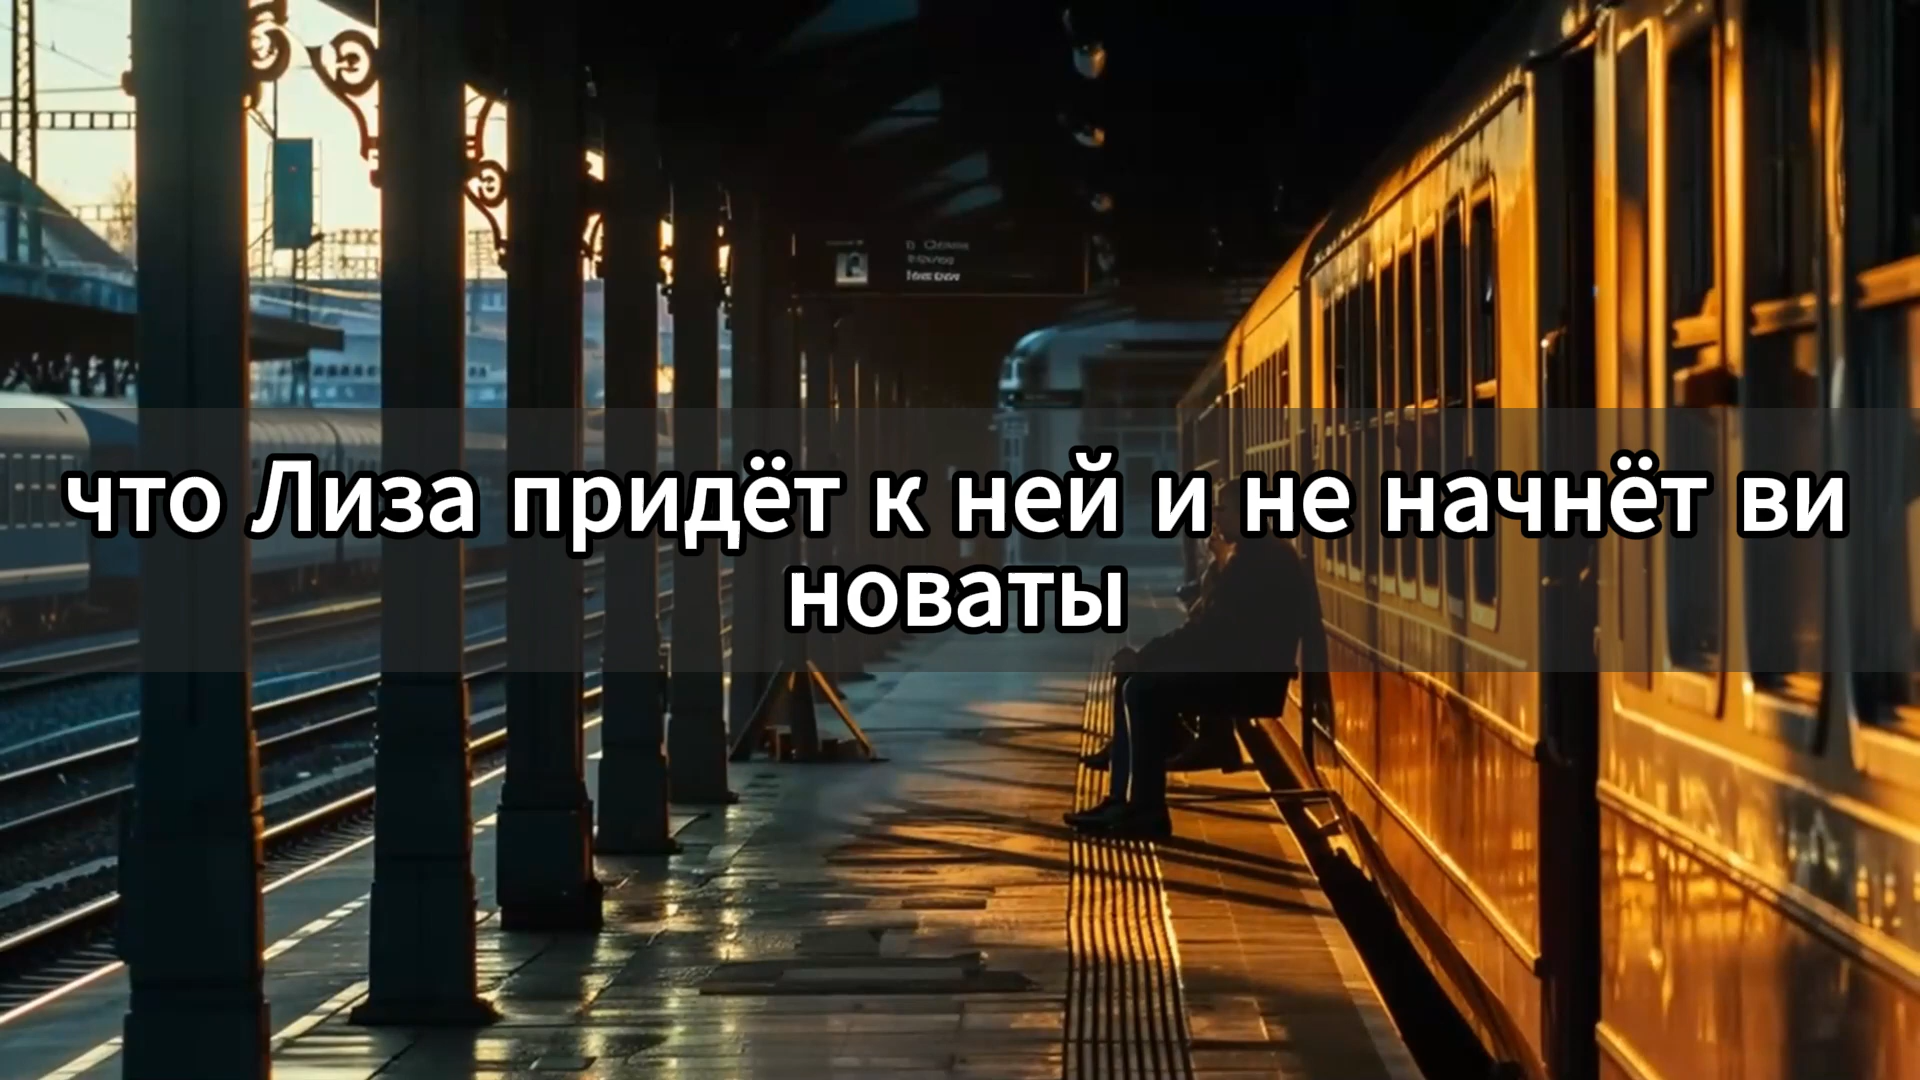 что Лиза придёт к ней и не начнёт ви
новаты